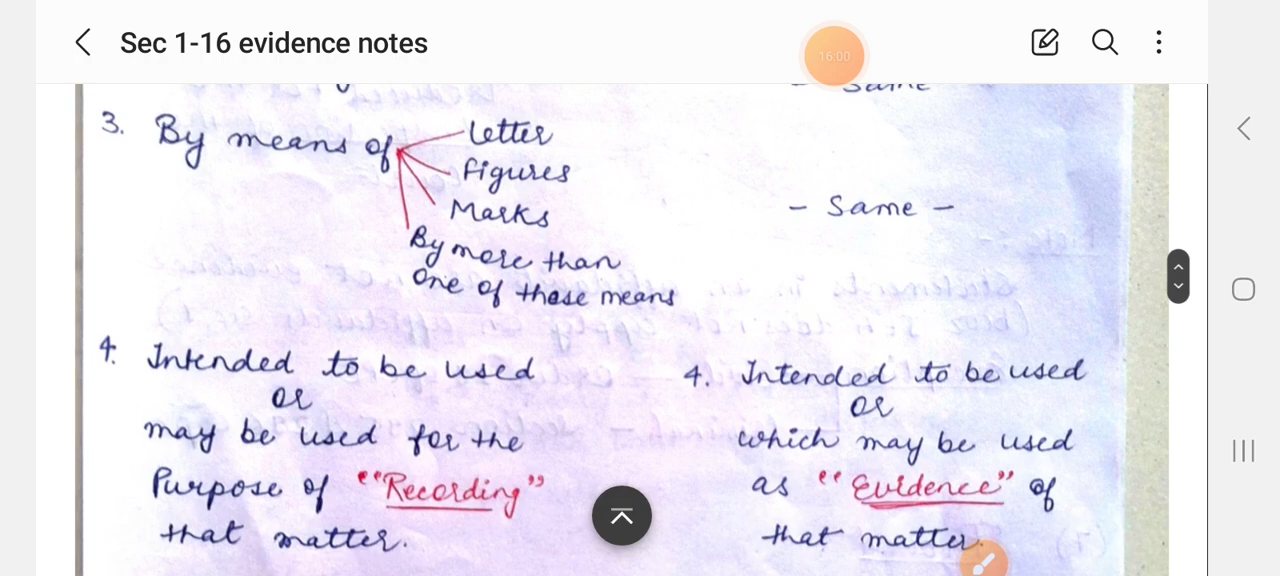 Sec 1-16 evidence notes
16:00
- Same
3. By means of
Letter
Figures
Marks
By more than
One of these means
- Same -
4. Intended to be used
or
may be used for the
Purpose of "Recording"
that matter.
4. Intended to be used
or
which may be used
as "Evidence" of
that matter.